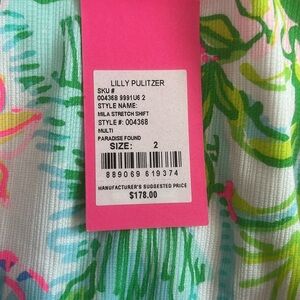 LILLY PULITZER
SKU #
004368 9991U6 2
STYLE NAME:
MILA STRETCH SHIFT
STYLE #: 004368
MULTI
PARADISE FOUND
SIZE: 2
889069 619374
MANUFACTURER'S SUGGESTED PRICE
$178.00